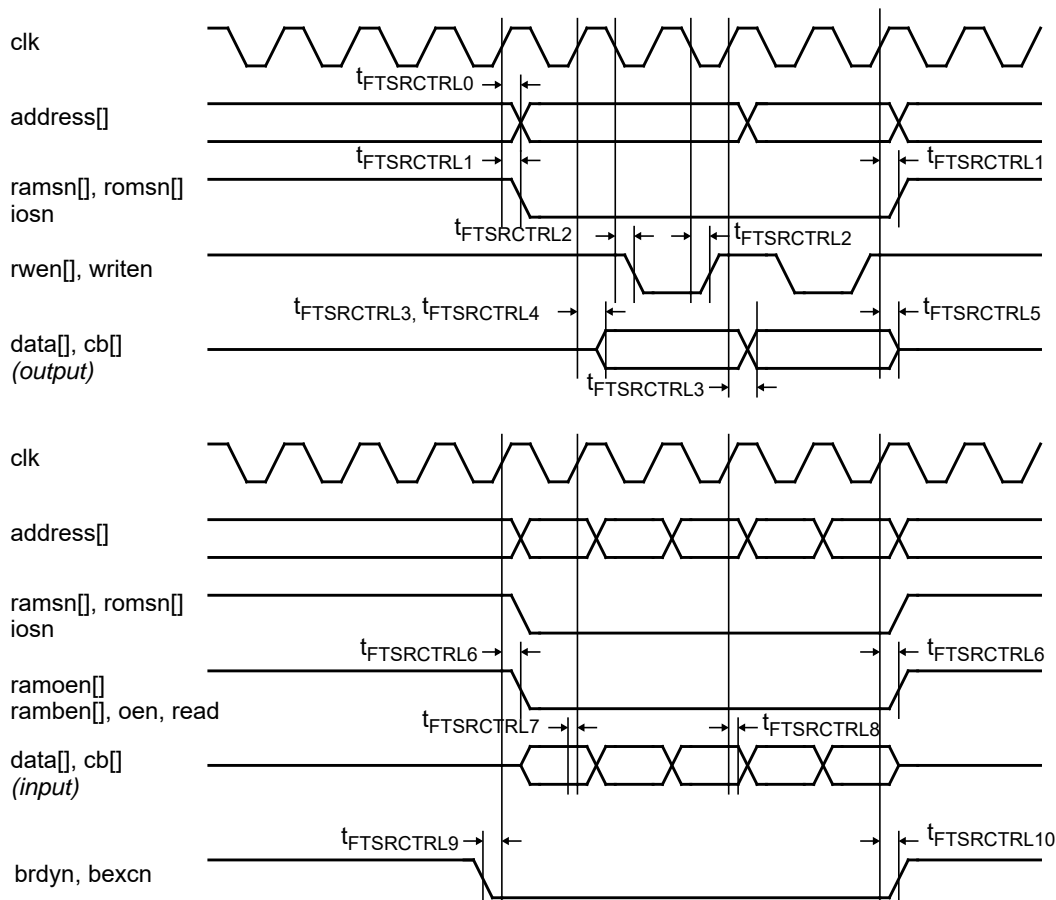 clk
tFTSRCTRL0
address[]
tFTSRCTRL1 tFTSRCTRL1
ramsn[], romsn[]
iosn
tFTSRCTRL2 tFTSRCTRL2
rwen[], writen
tFTSRCTRL3, tFTSRCTRL4 tFTSRCTRL5
data[], cb[]
(output)
tFTSRCTRL3
clk
address[]
ramsn[], romsn[]
iosn
tFTSRCTRL6 tFTSRCTRL6
ramoen[]
ramben[], oen, read
tFTSRCTRL7 tFTSRCTRL8
data[], cb[]
(input)
tFTSRCTRL9 tFTSRCTRL10
brdyn, bexcn